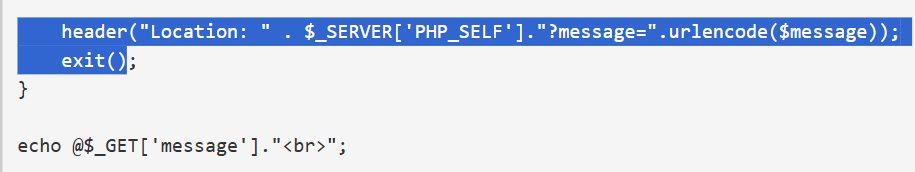 header("Location: " . $_SERVER['PHP_SELF']."?message=".urlencode($message));
exit();
}
echo @$_GET['message']."<br>";